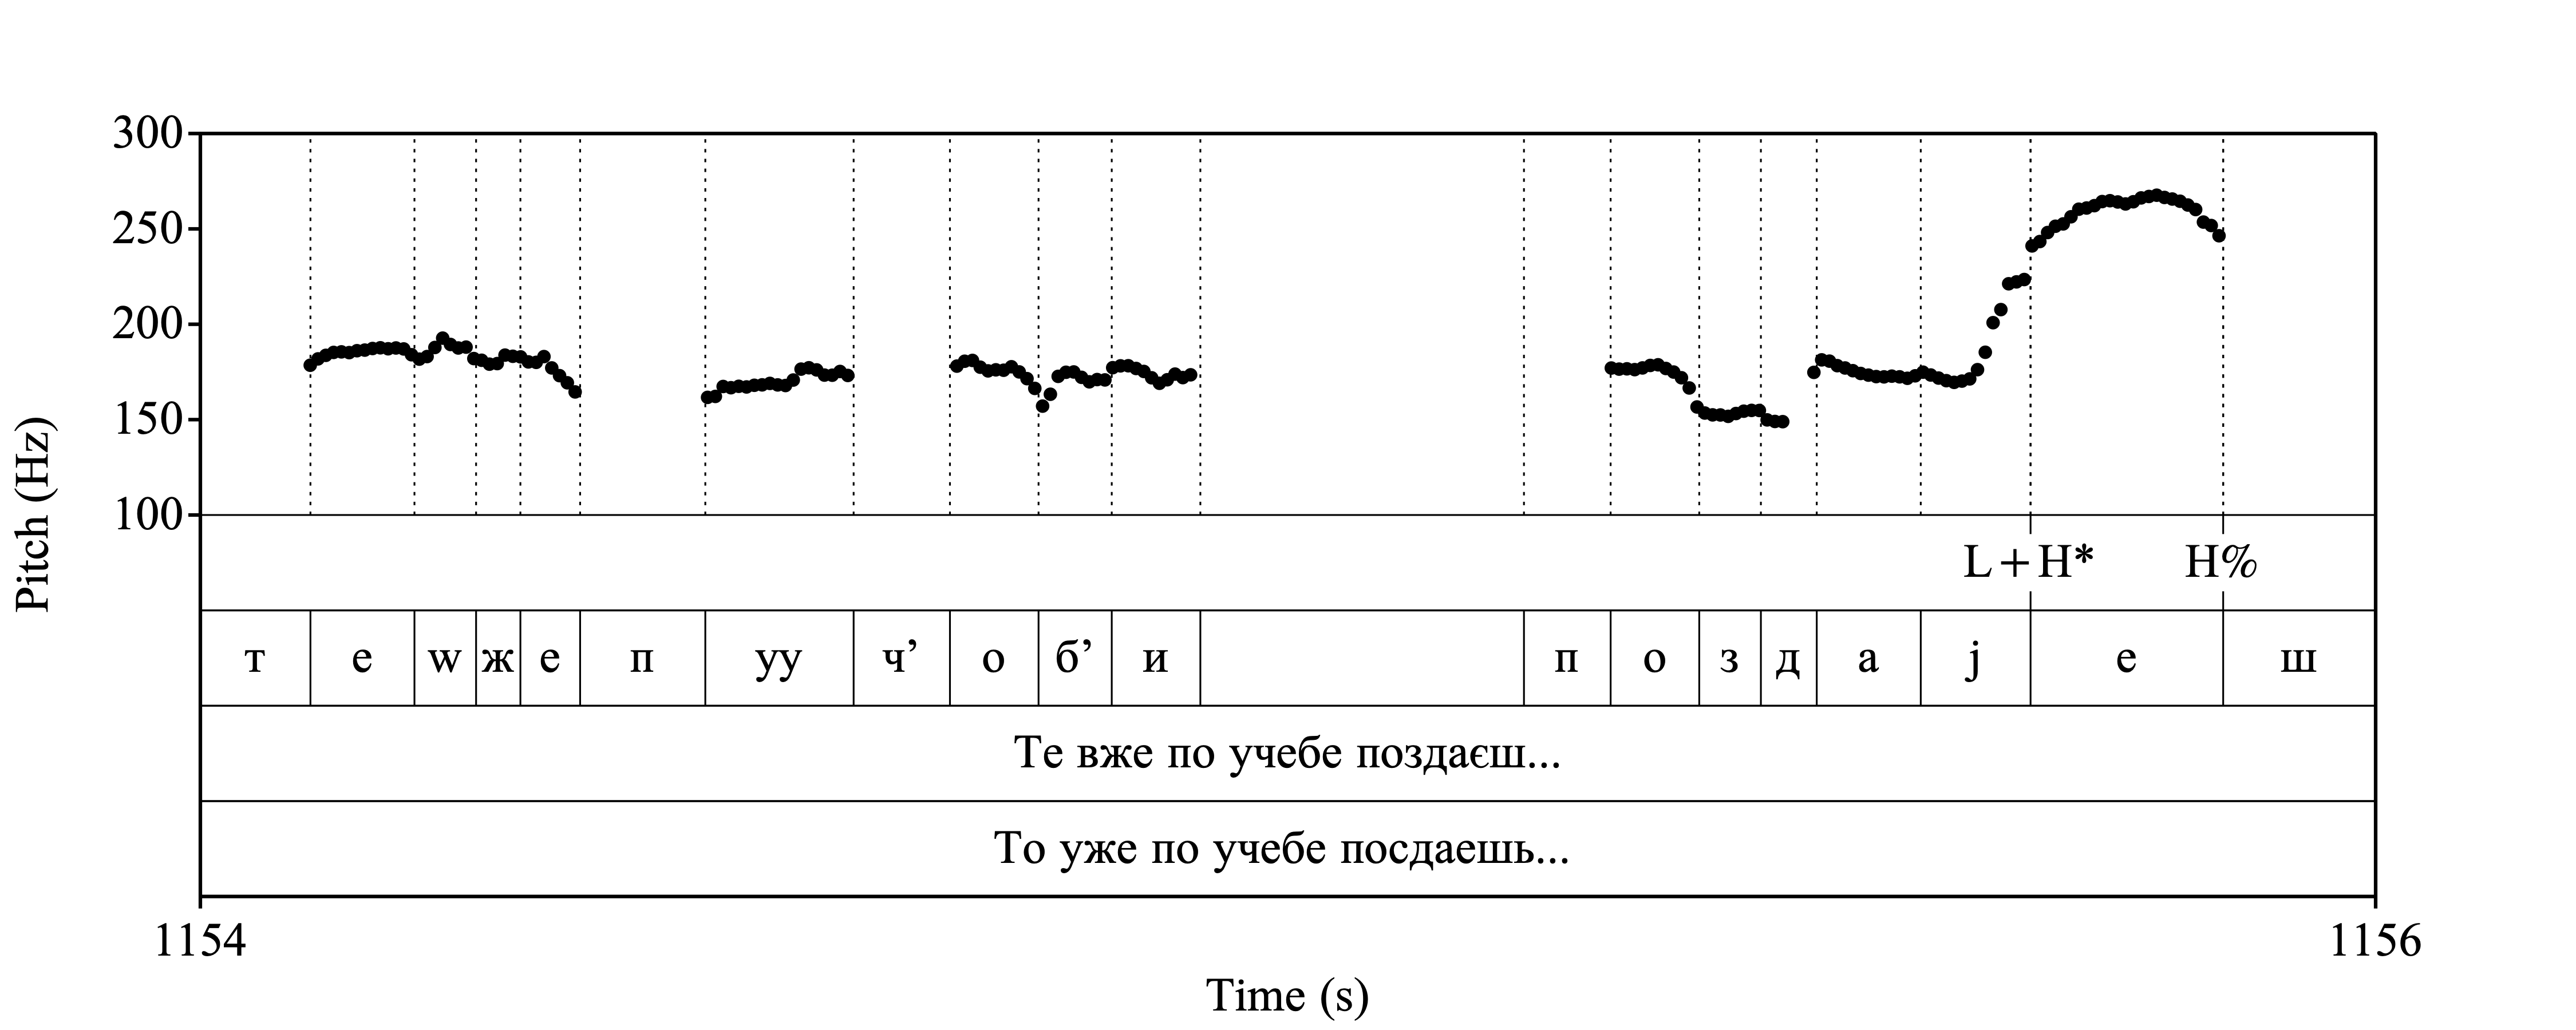 300
250
200
150
100
Pitch (Hz)
L+H* H%
т е w ж е п уу ч’ о б’ и п о з д а j е ш
Те вже по учебе поздаєш...
То уже по учебе посдаешь...
1154 1156
Time (s)